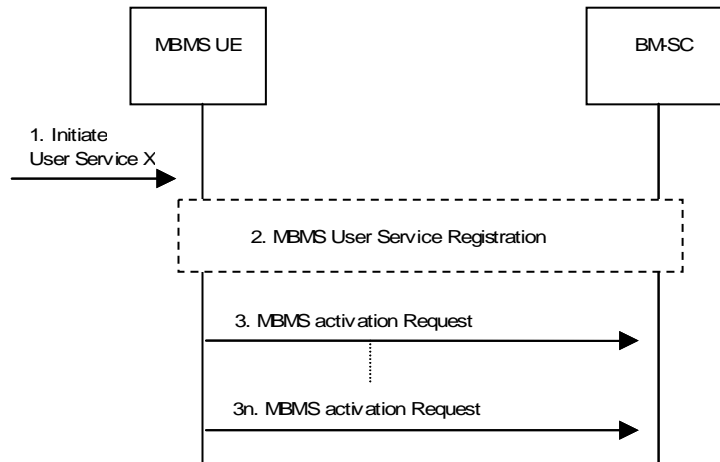 MBMS UE
BM-SC
1. Initiate
User Service X
2. MBMS User Service Registration
3. MBMS activation Request
3n. MBMS activation Request